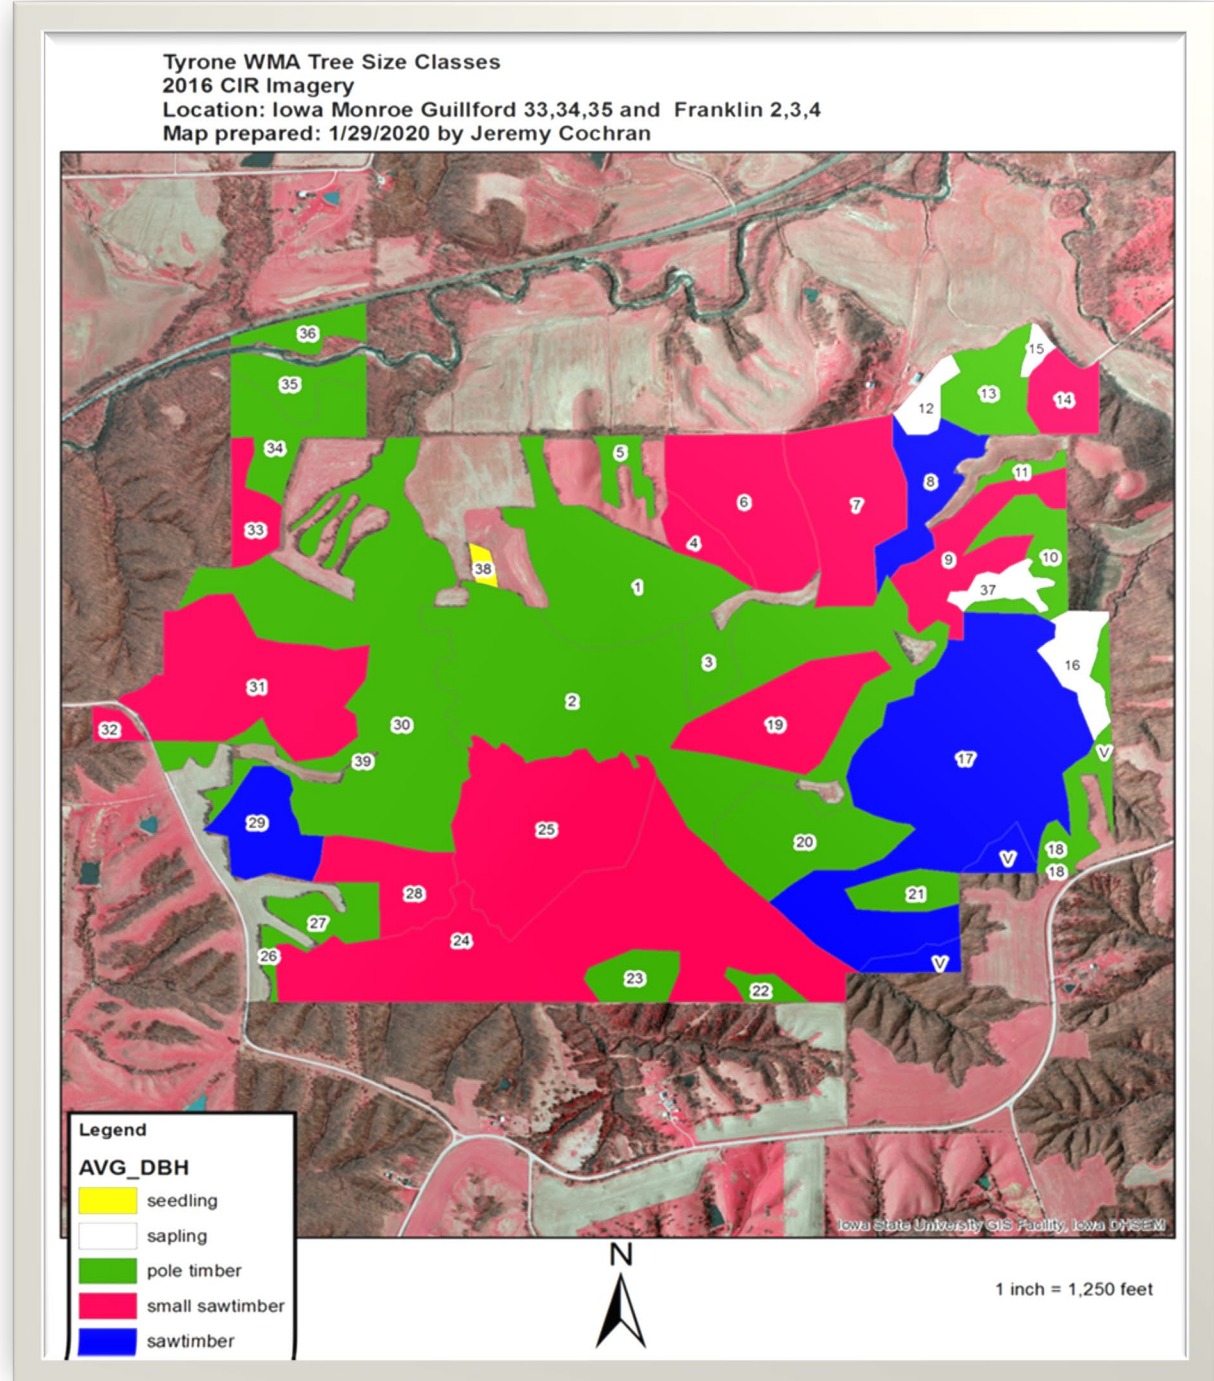 Tyrone WMA Tree Size Classes
2016 CIR Imagery
Location: Iowa Monroe Guillford 33,34,35 and Franklin 2,3,4
Map prepared: 1/29/2020 by Jeremy Cochran
36
15
35
13
14
12
34
5
11
8
6
7
33
4
10
9
38
1
37
3
16
31
2
19
30
32
V
17
39
29
25
20
18
V
18
28
21
27
24
26
V
23
22
Legend
AVG_DBH
seedling
sapling
pole timber
small sawtimber
sawtimber
Iowa State University GIS Facility, Iowa DHSEM
N
1 inch = 1,250 feet